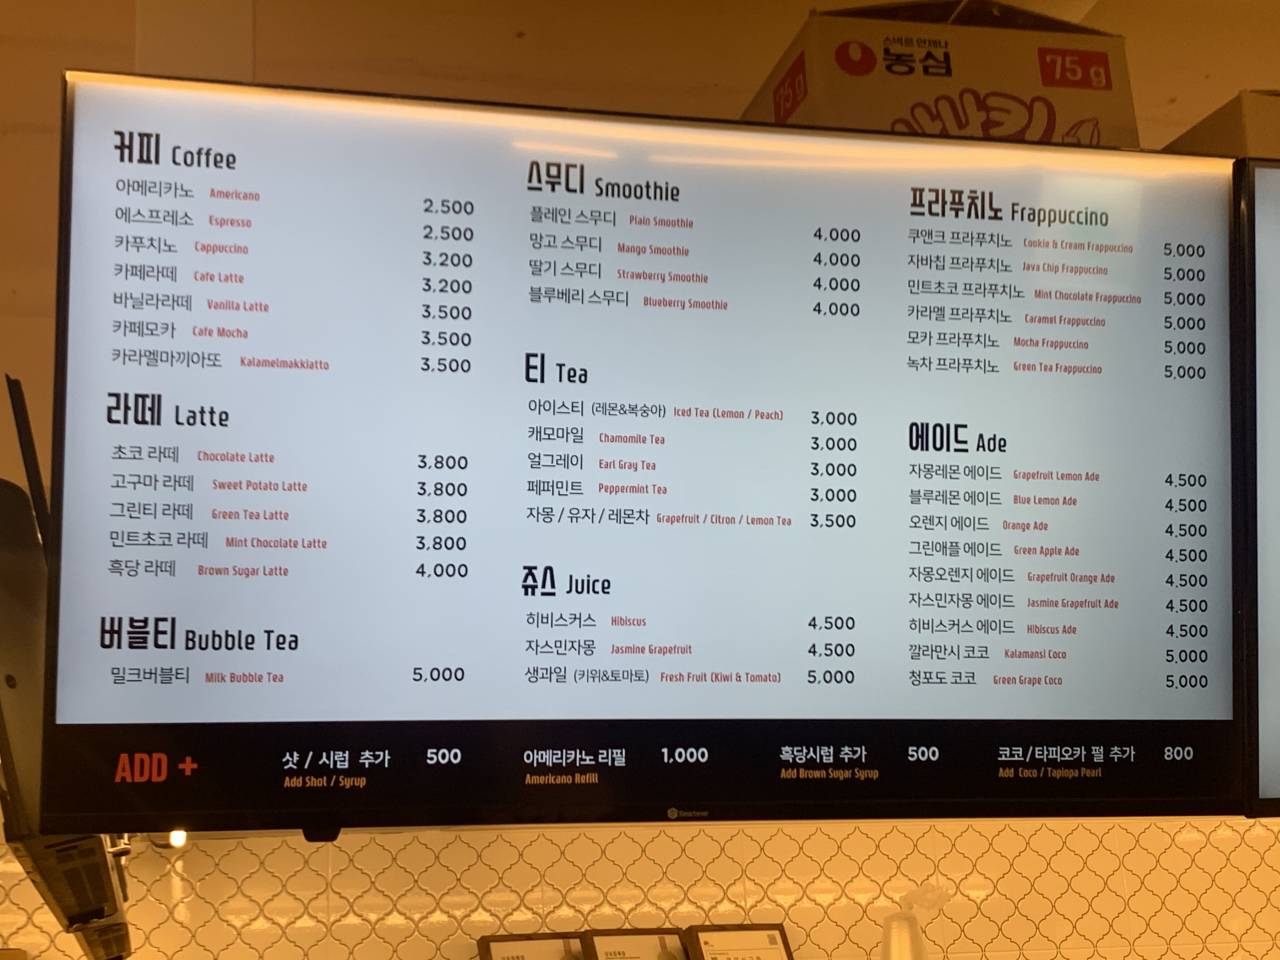 스낵은 언제나
농심
75 g
75 g
커피 Coffee
아메리카노 Americano 2,500
에스프레소 Espresso 2,500
카푸치노 Cappuccino 3,200
카페라떼 Cafe Latte 3,200
바닐라라떼 Vanilla Latte 3,500
카페모카 Cafe Mocha 3,500
카라멜마끼아또 Kalamelmakkiatto 3,500
라떼 Latte
초코 라떼 Chocolate Latte 3,800
고구마 라떼 Sweet Potato Latte 3,800
그린티 라떼 Green Tea Latte 3,800
민트초코 라떼 Mint Chocolate Latte 3,800
흑당 라떼 Brown Sugar Latte 4,000
버블티 Bubble Tea
밀크버블티 Milk Bubble Tea 5,000
스무디 Smoothie
플레인 스무디 Plain Smoothie 4,000
망고 스무디 Mango Smoothie 4,000
딸기 스무디 Strawberry Smoothie 4,000
블루베리 스무디 Blueberry Smoothie 4,000
티 Tea
아이스티 (레몬&복숭아) Iced Tea (Lemon / Peach) 3,000
캐모마일 Chamomile Tea 3,000
얼그레이 Earl Gray Tea 3,000
페퍼민트 Peppermint Tea 3,000
자몽 / 유자 / 레몬차 Grapefruit / Citron / Lemon Tea 3,500
쥬스 Juice
히비스커스 Hibiscus 4,500
자스민자몽 Jasmine Grapefruit 4,500
생과일 (키위&토마토) Fresh Fruit (Kiwi & Tomato) 5,000
프라푸치노 Frappuccino
쿠앤크 프라푸치노 Cookie & Cream Frappuccino 5,000
자바칩 프라푸치노 Java Chip Frappuccino 5,000
민트초코 프라푸치노 Mint Chocolate Frappuccino 5,000
카라멜 프라푸치노 Caramel Frappuccino 5,000
모카 프라푸치노 Mocha Frappuccino 5,000
녹차 프라푸치노 Green Tea Frappuccino 5,000
에이드 Ade
자몽레몬 에이드 Grapefruit Lemon Ade 4,500
블루레몬 에이드 Blue Lemon Ade 4,500
오렌지 에이드 Orange Ade 4,500
그린애플 에이드 Green Apple Ade 4,500
자몽오렌지 에이드 Grapefruit Orange Ade 4,500
자스민자몽 에이드 Jasmine Grapefruit Ade 4,500
히비스커스 에이드 Hibiscus Ade 4,500
깔라만시 코코 Kalamansi Coco 5,000
청포도 코코 Green Grape Coco 5,000
ADD +
샷 / 시럽 추가 500
Add Shot / Syrup
아메리카노 리필 1,000
Americano Refill
흑당시럽 추가 500
Add Brown Sugar Syrup
코코/타피오카 펄 추가 800
Add Coco / Tapiopa Pearl